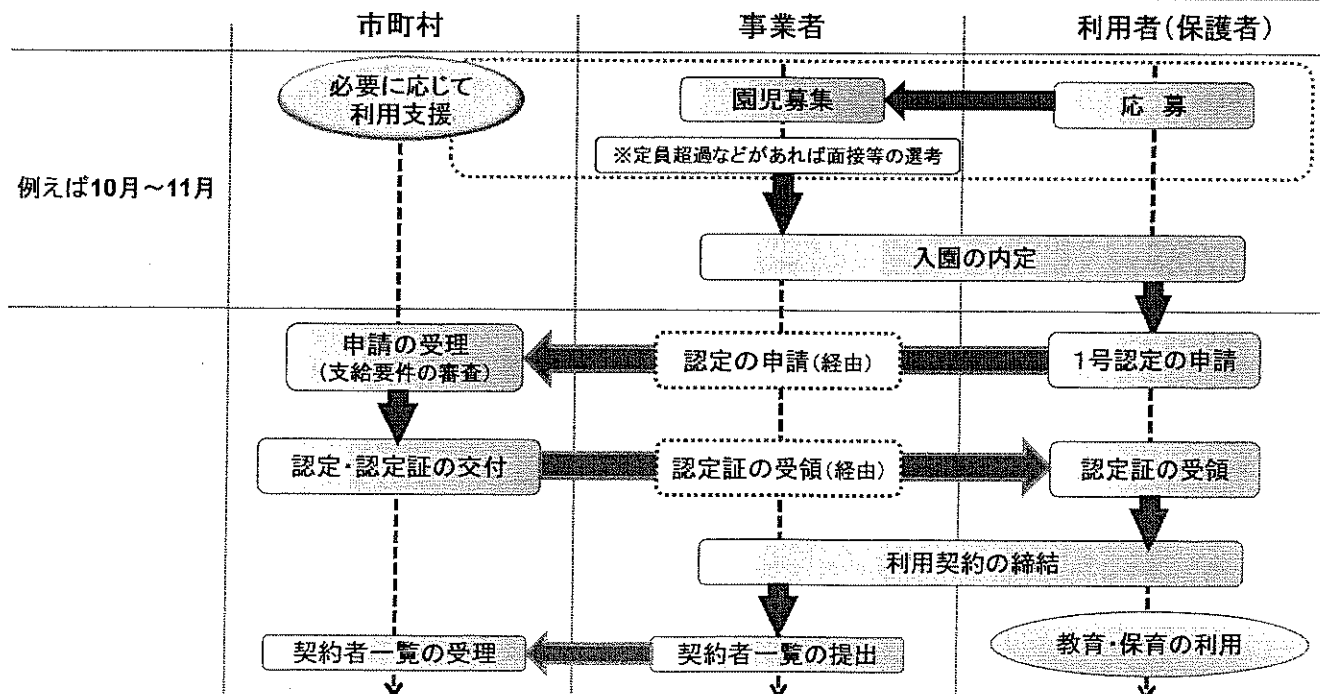 市町村
事業者
利用者(保護者)
必要に応じて
利用支援
園児募集
応 募
※定員超過などがあれば面接等の選考
例えば10月～11月
入園の内定
申請の受理
(支給要件の審査)
認定の申請(経由)
1号認定の申請
認定・認定証の交付
認定証の受領(経由)
認定証の受領
利用契約の締結
契約者一覧の受理
契約者一覧の提出
教育・保育の利用